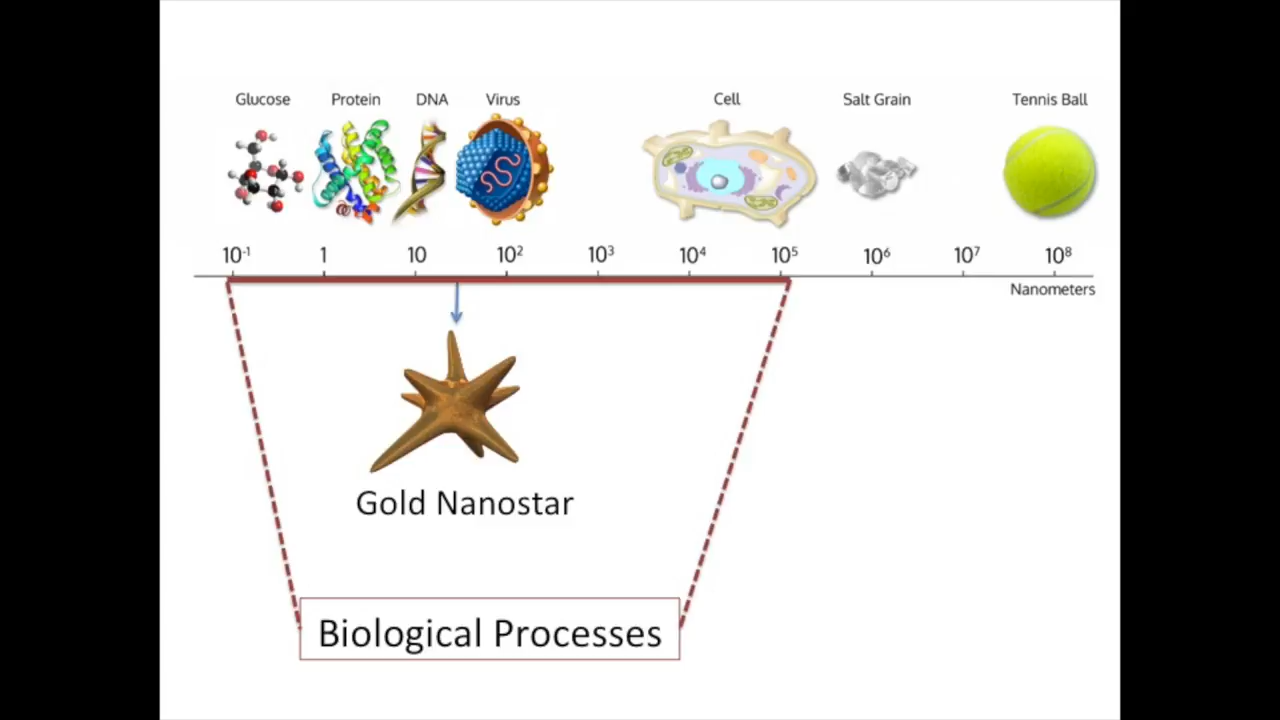 Glucose Protein DNA Virus Cell Salt Grain Tennis Ball
10⁻¹ 1 10 10² 10³ 10⁴ 10⁵ 10⁶ 10⁷ 10⁸
Nanometers
Gold Nanostar
Biological Processes